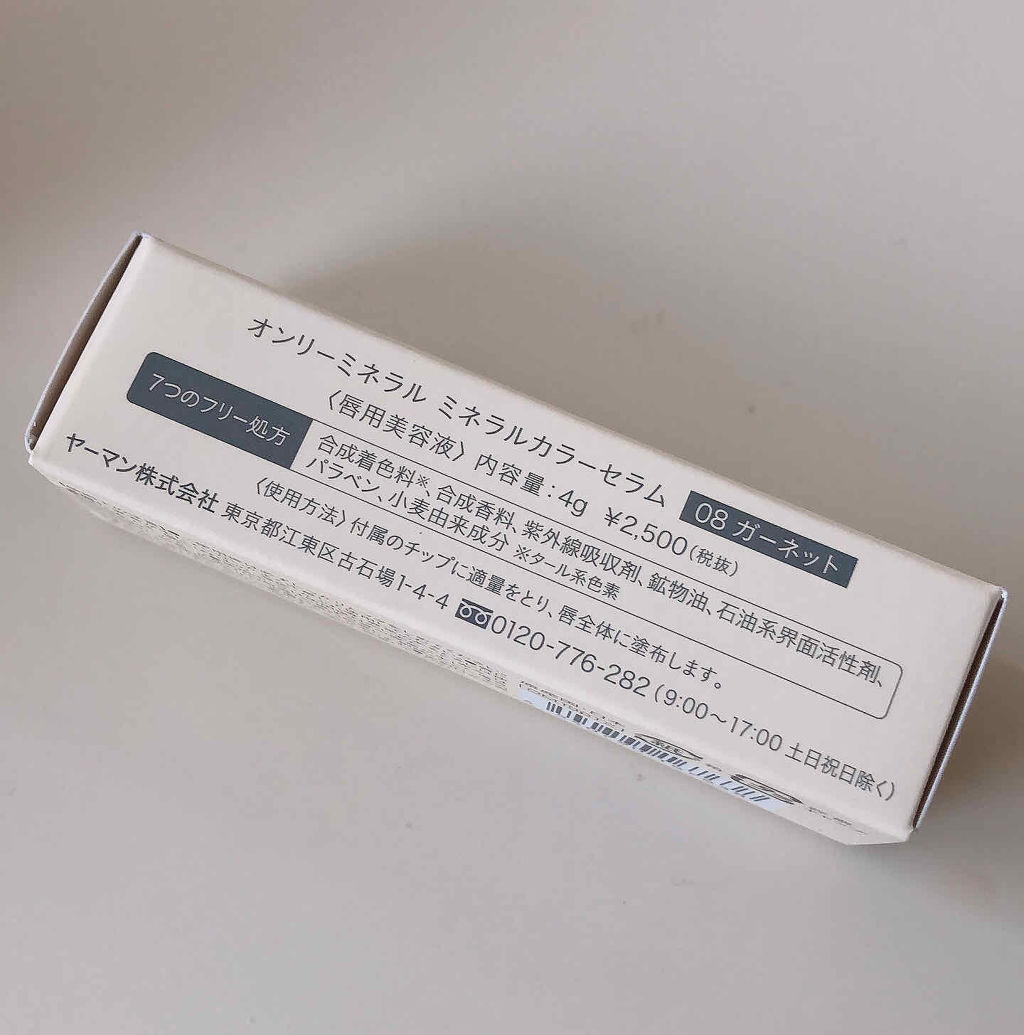 オンリーミネラル ミネラルカラーセラム 08 ガーネット
〈唇用美容液〉内容量:4g ¥2,500(税抜)
7つのフリー処方
合成着色料※、合成香料、紫外線吸収剤、鉱物油、石油系界面活性剤、
パラベン、小麦由来成分 ※タール系色素
〈使用方法〉付属のチップに適量をとり、唇全体に塗布します。
ヤーマン株式会社 東京都江東区古石場1-4-4 0120-776-282(9:00〜17:00 土日祝日除く)